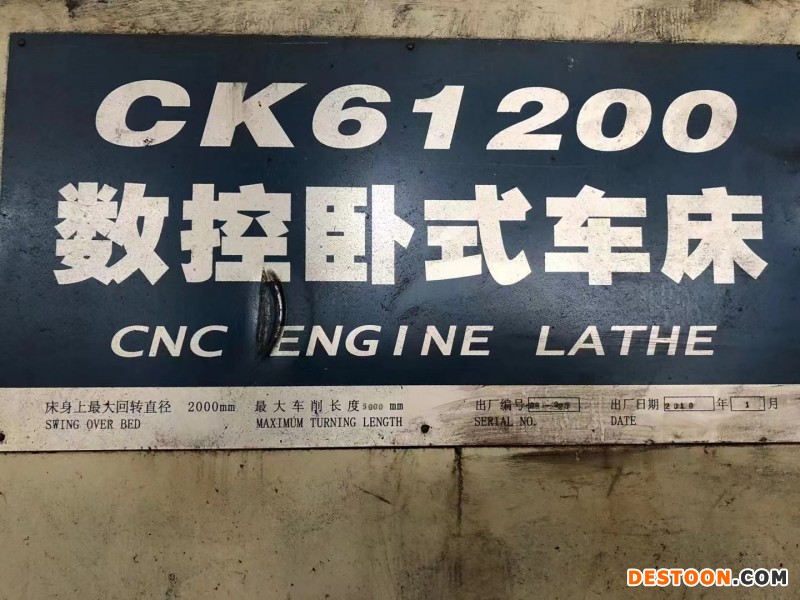 CK61200
数控卧式车床
CNC ENGINE LATHE
床身上最大回转直径 2000mm 最大车削长度 mm 出厂编号 出厂日期 2010 年 1 月
SWING OVER BED MAXIMUM TURNING LENGTH SERIAL NO. DATE
DESTOON.COM